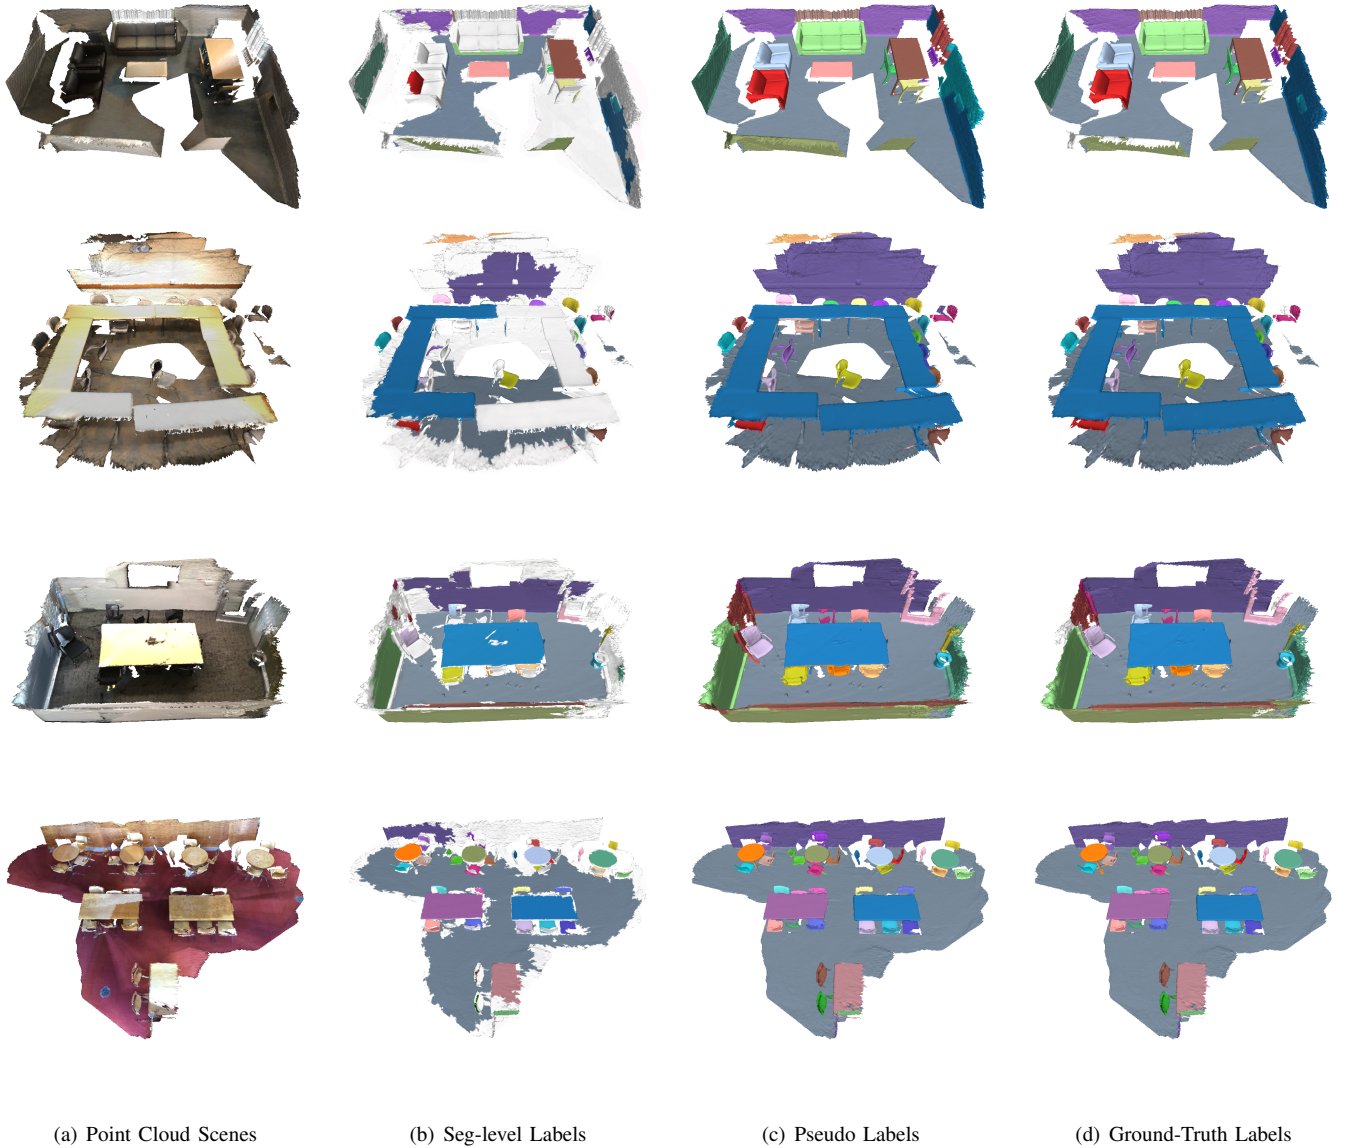 (a) Point Cloud Scenes
(b) Seg-level Labels
(c) Pseudo Labels
(d) Ground-Truth Labels